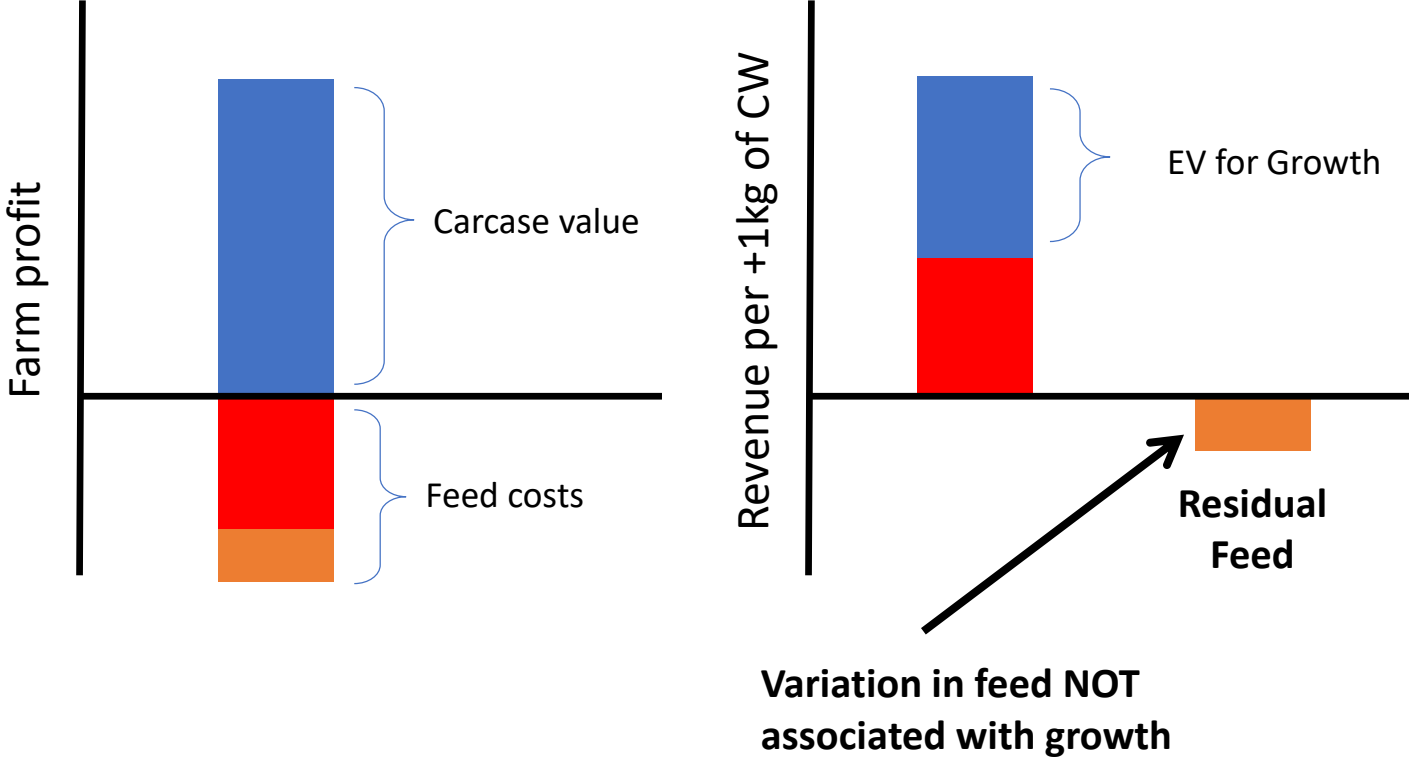 Farm profit
Carcase value
Feed costs
Revenue per +1kg of CW
EV for Growth
Residual
Feed
Variation in feed NOT
associated with growth